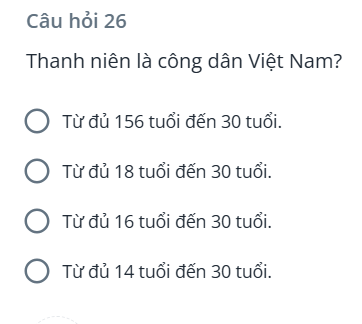 Câu hỏi 26
Thanh niên là công dân Việt Nam?
Từ đủ 156 tuổi đến 30 tuổi.
Từ đủ 18 tuổi đến 30 tuổi.
Từ đủ 16 tuổi đến 30 tuổi.
Từ đủ 14 tuổi đến 30 tuổi.